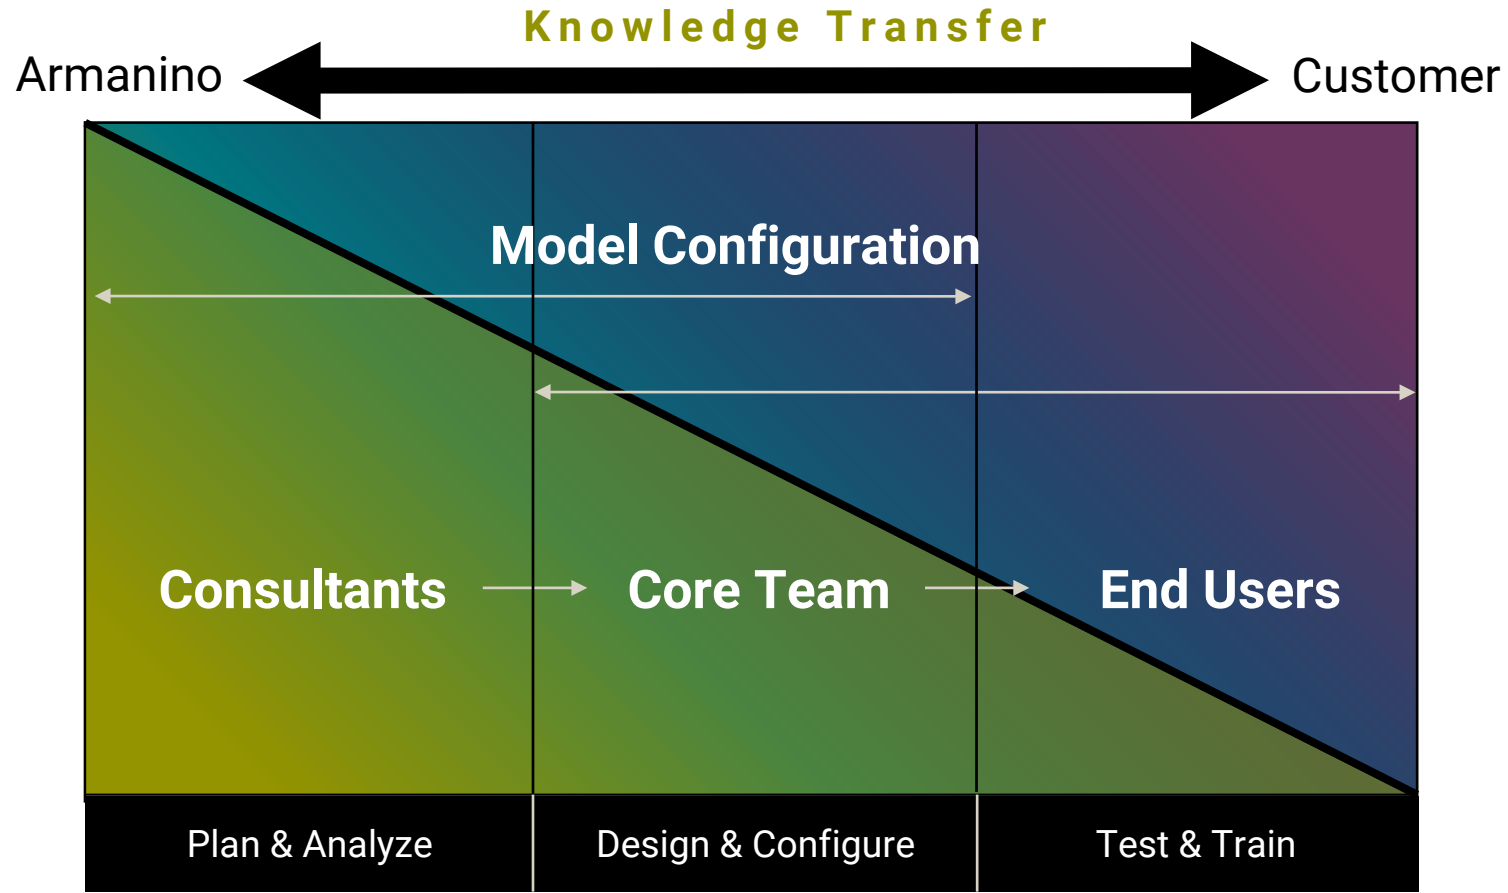 Knowledge Transfer
Armanino
Customer
Model Configuration
Consultants
Core Team
End Users
Plan & Analyze
Design & Configure
Test & Train